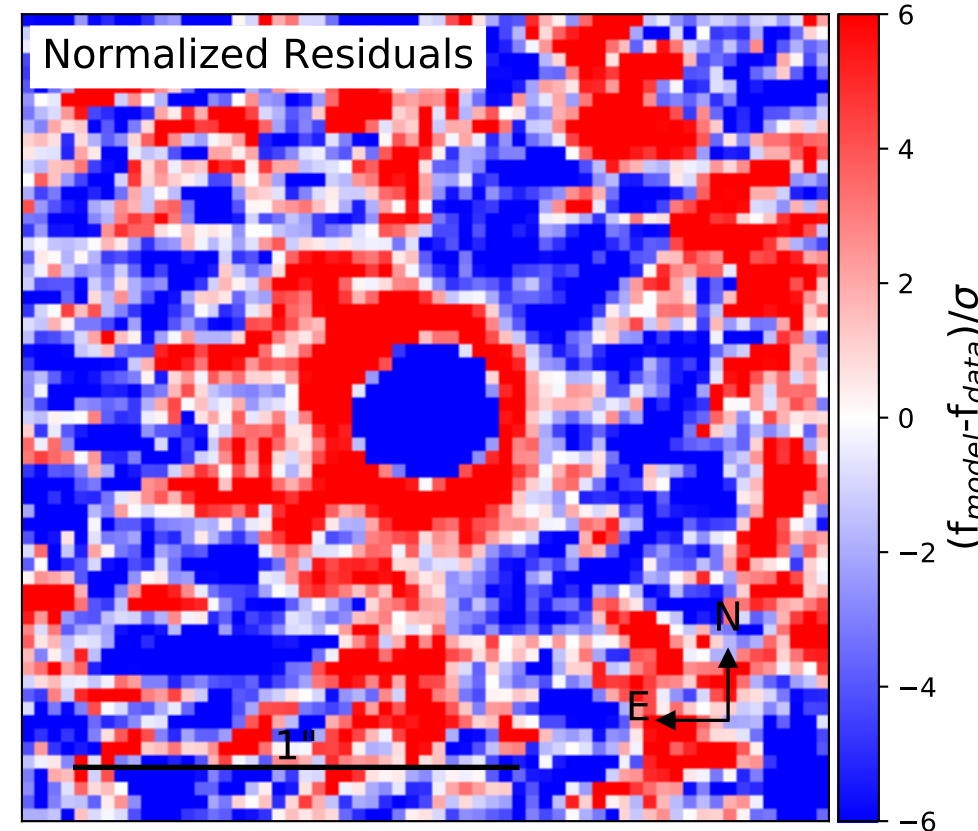 Normalized Residuals
6
4
2
0
−2
−4
−6
(f_model-f_data)/σ
N
E
1"